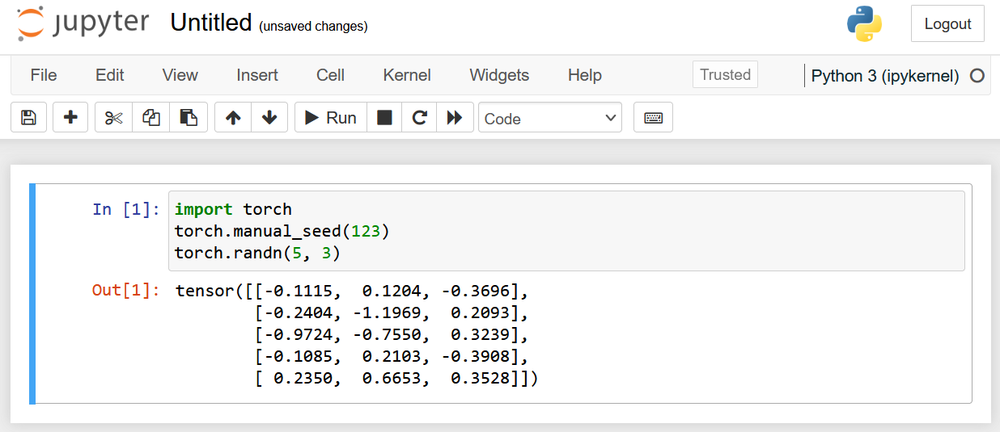 jupyter Untitled (unsaved changes) Logout
File Edit View Insert Cell Kernel Widgets Help Trusted Python 3 (ipykernel)
Run Code
In [1]: import torch
torch.manual_seed(123)
torch.randn(5, 3)
Out[1]: tensor([[-0.1115,  0.1204, -0.3696],
        [-0.2404, -1.1969,  0.2093],
        [-0.9724, -0.7550,  0.3239],
        [-0.1085,  0.2103, -0.3908],
        [ 0.2350,  0.6653,  0.3528]])